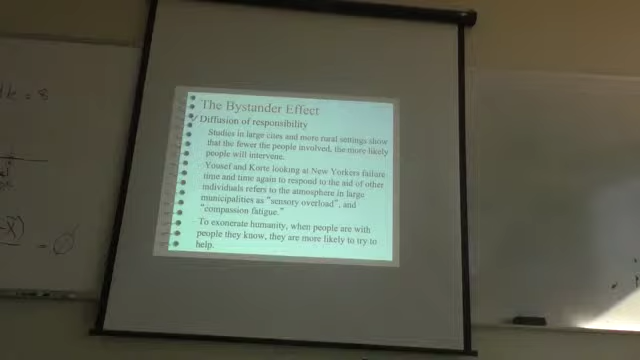 The Bystander Effect
Diffusion of responsibility
Studies in large cities and more rural settings show
that the fewer the people involved, the more likely
people will intervene.
Yousef and Korte looking at New Yorkers failure
time and time again to respond to the aid of other
individuals refers to the atmosphere in large
municipalities as "sensory overload", and
"compassion fatigue."
To exonerate humanity, when people are with
people they know, they are more likely to try to
help.
= 8
= 0